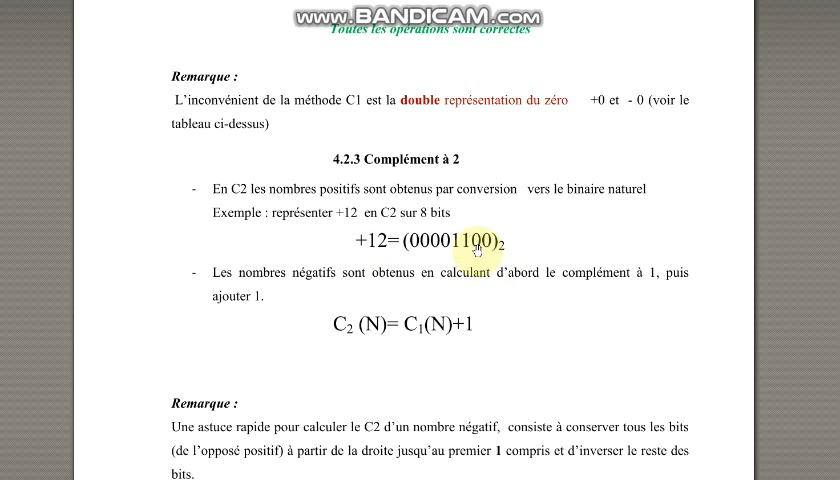 www.BANDICAM.com
Toutes les opérations sont correctes
Remarque :
L'inconvénient de la méthode C1 est la double représentation du zéro +0 et - 0 (voir le
tableau ci-dessus)
4.2.3 Complément à 2
- En C2 les nombres positifs sont obtenus par conversion vers le binaire naturel
Exemple : représenter +12 en C2 sur 8 bits
+12= (00001100)₂
- Les nombres négatifs sont obtenus en calculant d'abord le complément à 1, puis
ajouter 1.
C₂ (N)= C₁(N)+1
Remarque :
Une astuce rapide pour calculer le C2 d'un nombre négatif, consiste à conserver tous les bits
(de l'opposé positif) à partir de la droite jusqu'au premier 1 compris et d'inverser le reste des
bits.